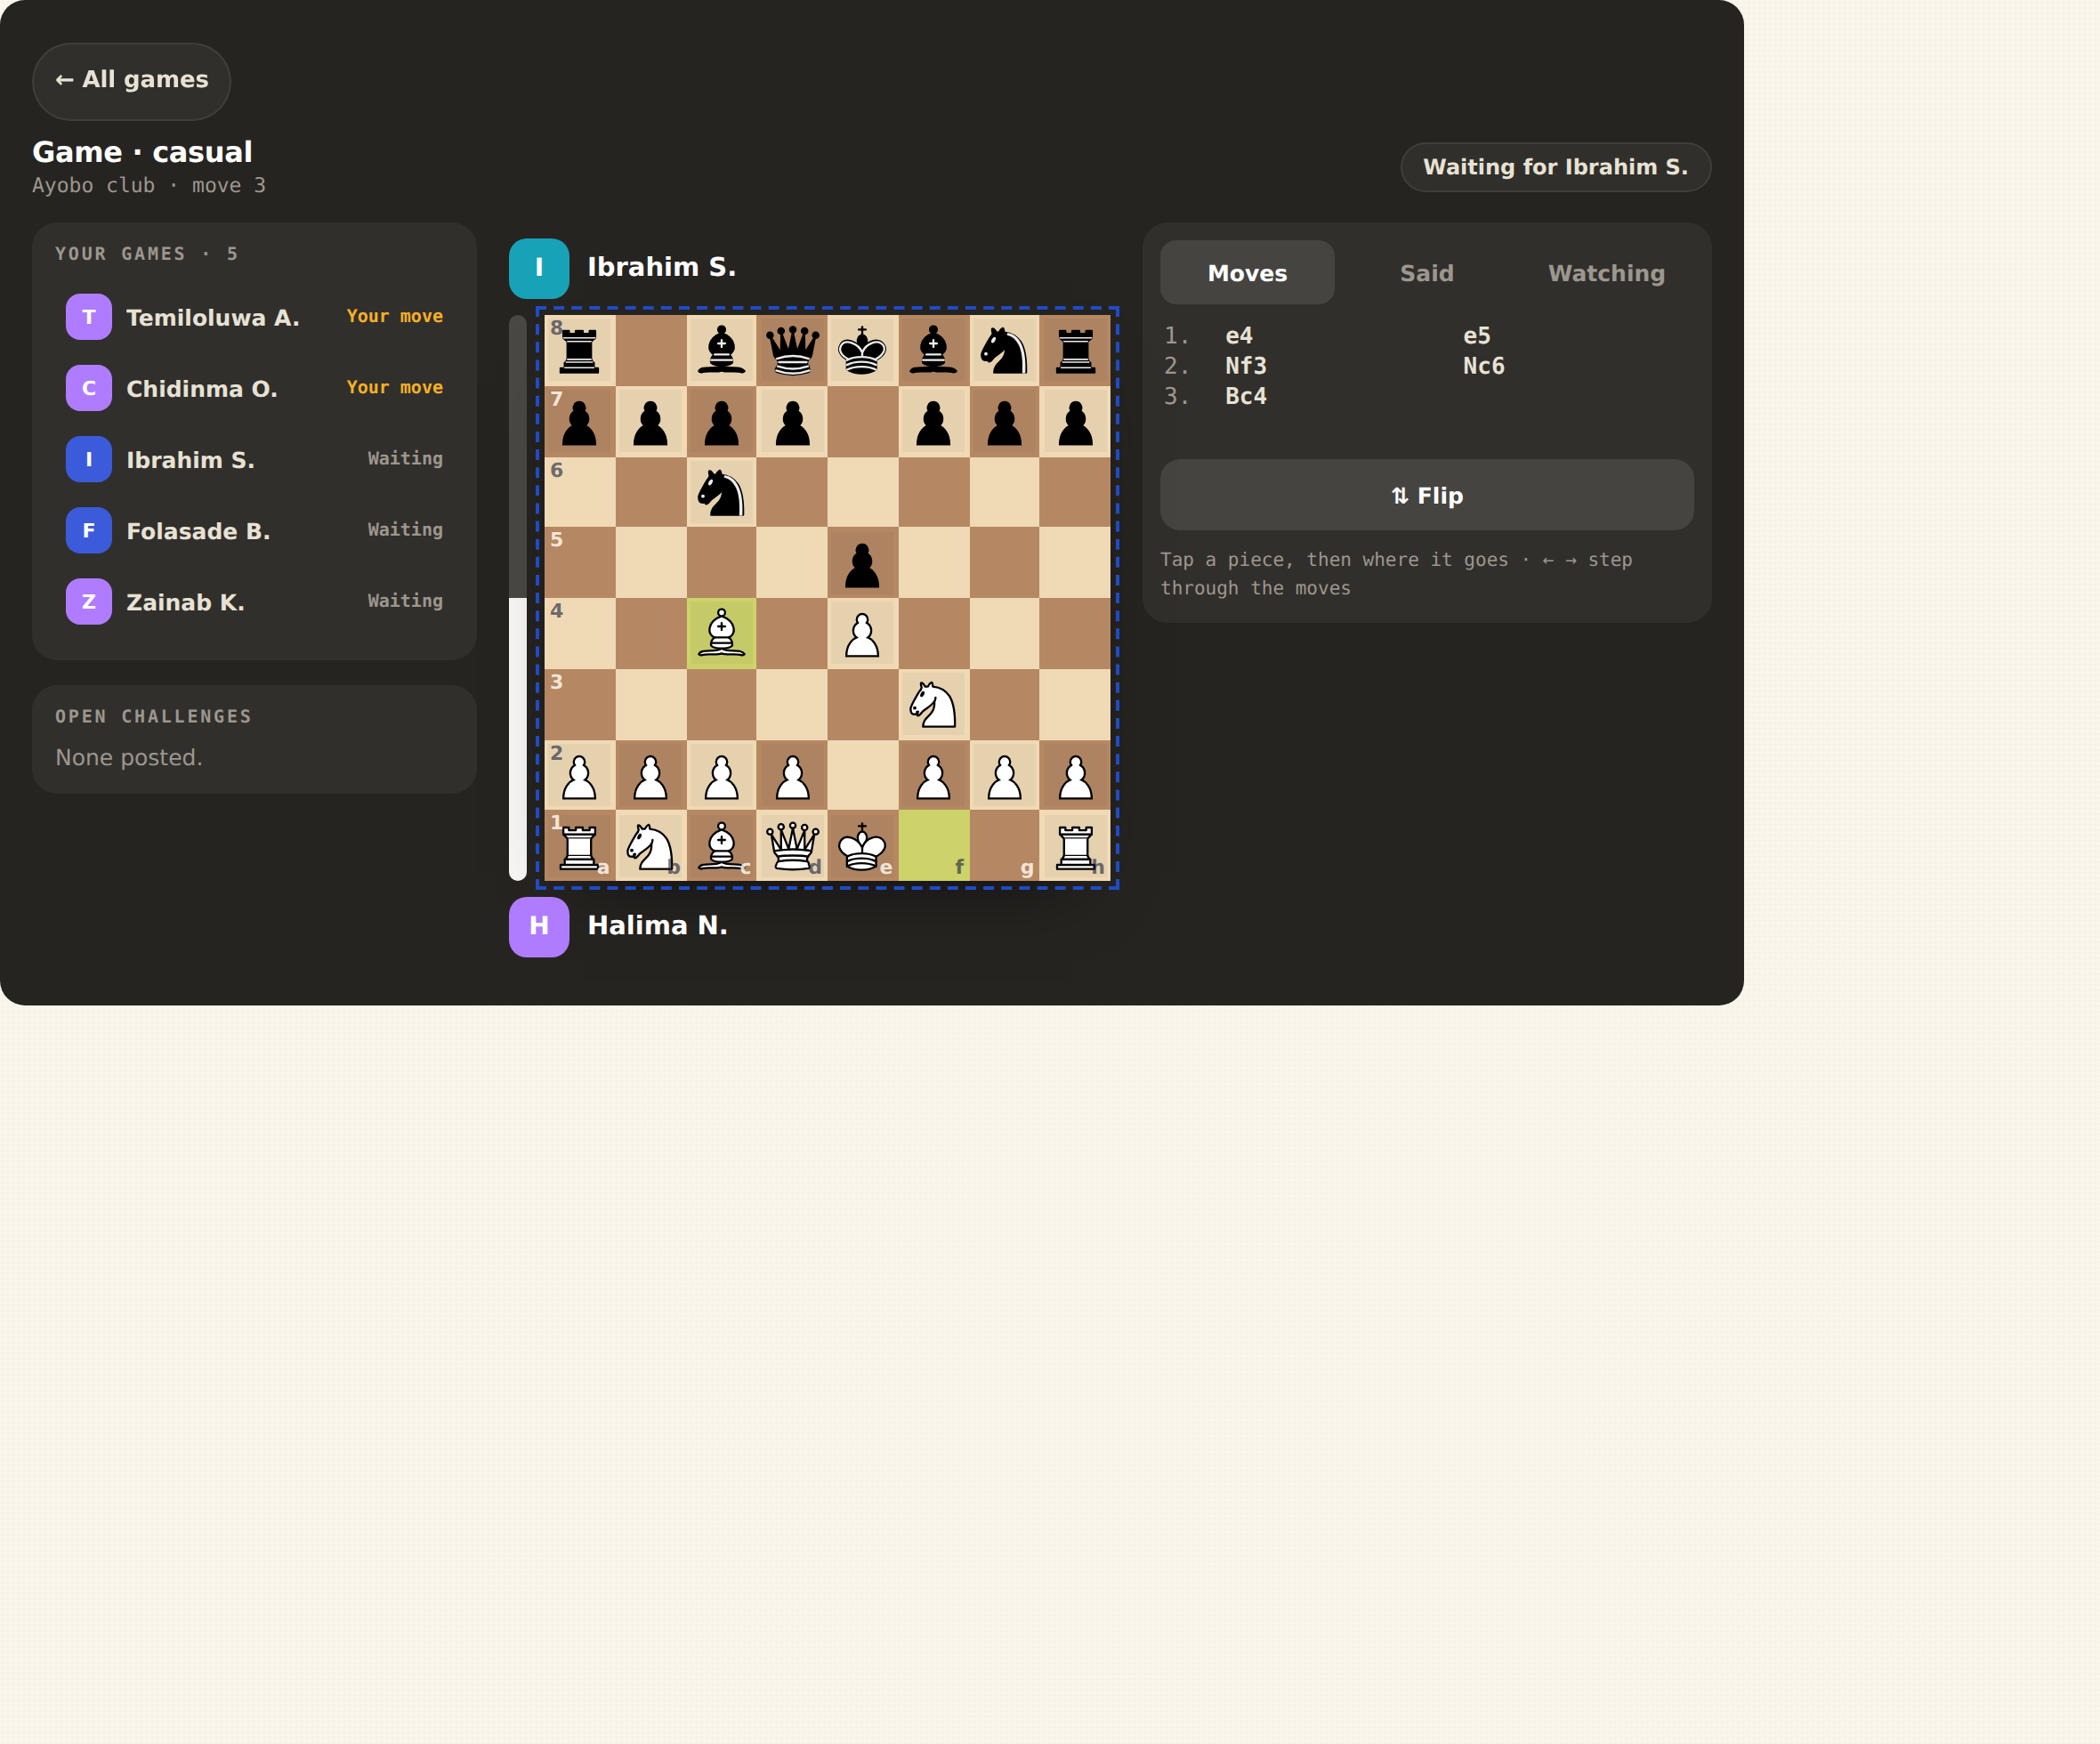 ← All games
Game · casual
Ayobo club · move 3
Waiting for Ibrahim S.
YOUR GAMES · 5
T Temiloluwa A. Your move
C Chidinma O. Your move
I Ibrahim S. Waiting
F Folasade B. Waiting
Z Zainab K. Waiting
OPEN CHALLENGES
None posted.
I Ibrahim S.
8
7
6
5
4
3
2
1
a b c d e f g h
H Halima N.
Moves Said Watching
1. e4 e5
2. Nf3 Nc6
3. Bc4
⇅ Flip
Tap a piece, then where it goes · ← → step
through the moves